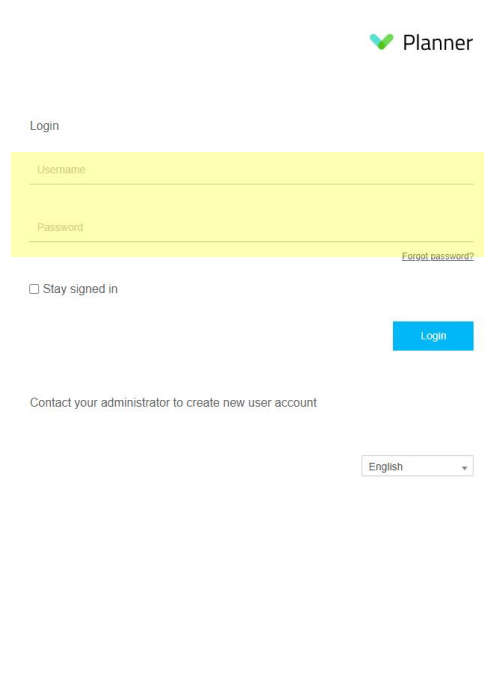 Planner
Login
Username
Password
Forgot password?
Stay signed in
Login
Contact your administrator to create new user account
English